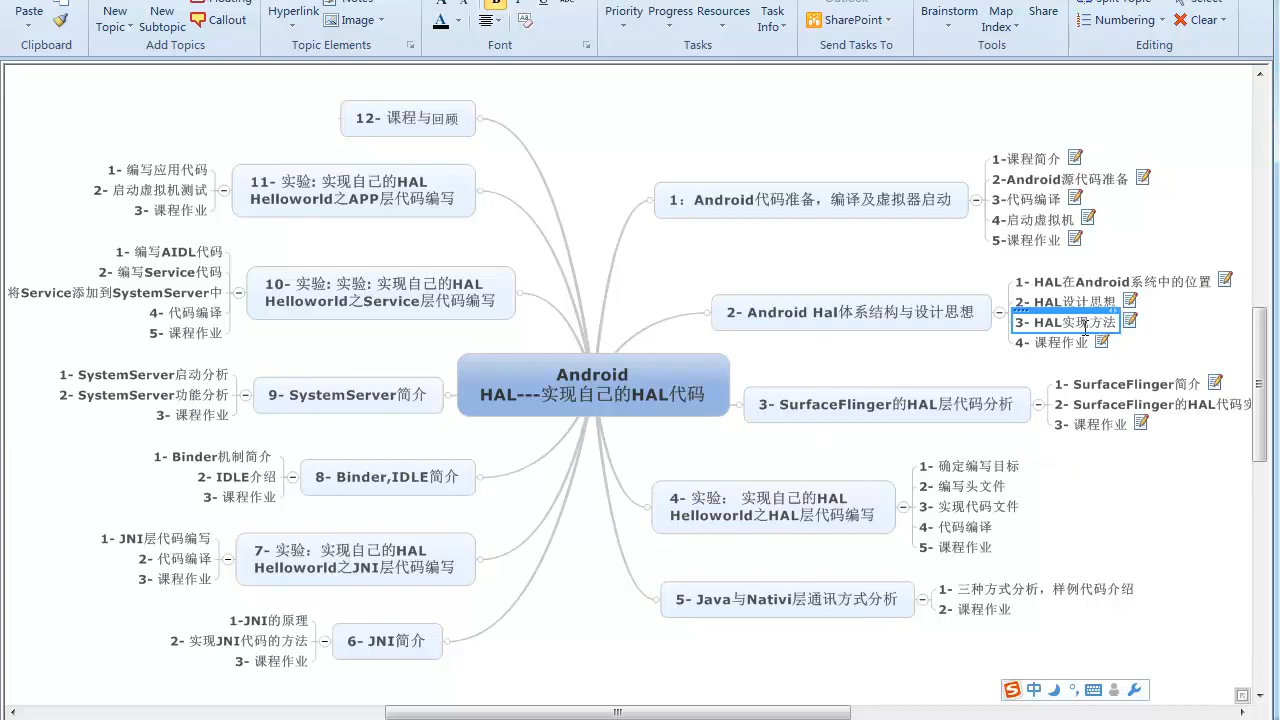 Paste
New
Topic
New
Subtopic
Floating
Callout
Hyperlink
Notes
Image
Priority
Progress
Resources
Task
Info
Outlook
SharePoint
Brainstorm
Map
Index
Share
Split Topic
Numbering
Select
Clear
Clipboard
Add Topics
Topic Elements
Font
Tasks
Send Tasks To
Tools
Editing
Android
HAL---实现自己的HAL代码
1：Android代码准备，编译及虚拟器启动
1-课程简介
2-Android源代码准备
3-代码编译
4-启动虚拟机
5-课程作业
2- Android Hal体系结构与设计思想
1- HAL在Android系统中的位置
2- HAL设计思想
3- HAL实现方法
4- 课程作业
3- SurfaceFlinger的HAL层代码分析
1- SurfaceFlinger简介
2- SurfaceFlinger的HAL代码实
3- 课程作业
4- 实验： 实现自己的HAL
Helloworld之HAL层代码编写
1- 确定编写目标
2- 编写头文件
3- 实现代码文件
4- 代码编译
5- 课程作业
5- Java与Nativi层通讯方式分析
1- 三种方式分析，样例代码介绍
2- 课程作业
6- JNI简介
1-JNI的原理
2- 实现JNI代码的方法
3- 课程作业
7- 实验：实现自己的HAL
Helloworld之JNI层代码编写
1- JNI层代码编写
2- 代码编译
3- 课程作业
8- Binder,IDLE简介
1- Binder机制简介
2- IDLE介绍
3- 课程作业
9- SystemServer简介
1- SystemServer启动分析
2- SystemServer功能分析
3- 课程作业
10- 实验: 实验: 实现自己的HAL
Helloworld之Service层代码编写
1- 编写AIDL代码
2- 编写Service代码
将Service添加到SystemServer中
4- 代码编译
5- 课程作业
11- 实验: 实现自己的HAL
Helloworld之APP层代码编写
1- 编写应用代码
2- 启动虚拟机测试
3- 课程作业
12- 课程与回顾
中